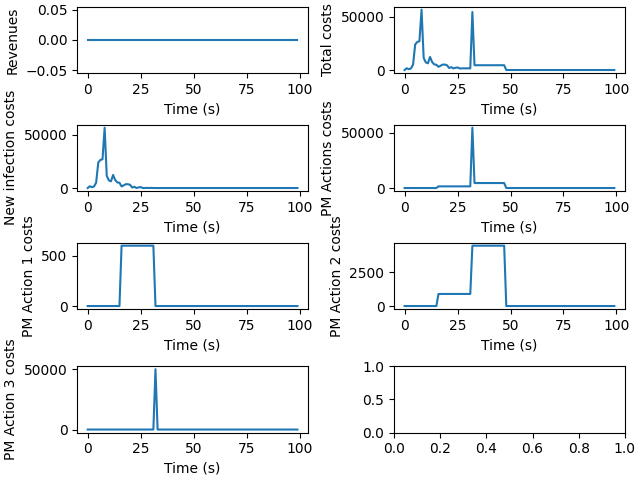 Revenues
0.05
0.00
−0.05
0 25 50 75 100
Time (s)
Total costs
50000
0
0 25 50 75 100
Time (s)
New infection costs
50000
0
0 25 50 75 100
Time (s)
PM Actions costs
50000
0
0 25 50 75 100
Time (s)
PM Action 1 costs
500
0
0 25 50 75 100
Time (s)
PM Action 2 costs
2500
0
0 25 50 75 100
Time (s)
PM Action 3 costs
50000
0
0 25 50 75 100
Time (s)
1.0
0.5
0.0
0.0 0.2 0.4 0.6 0.8 1.0